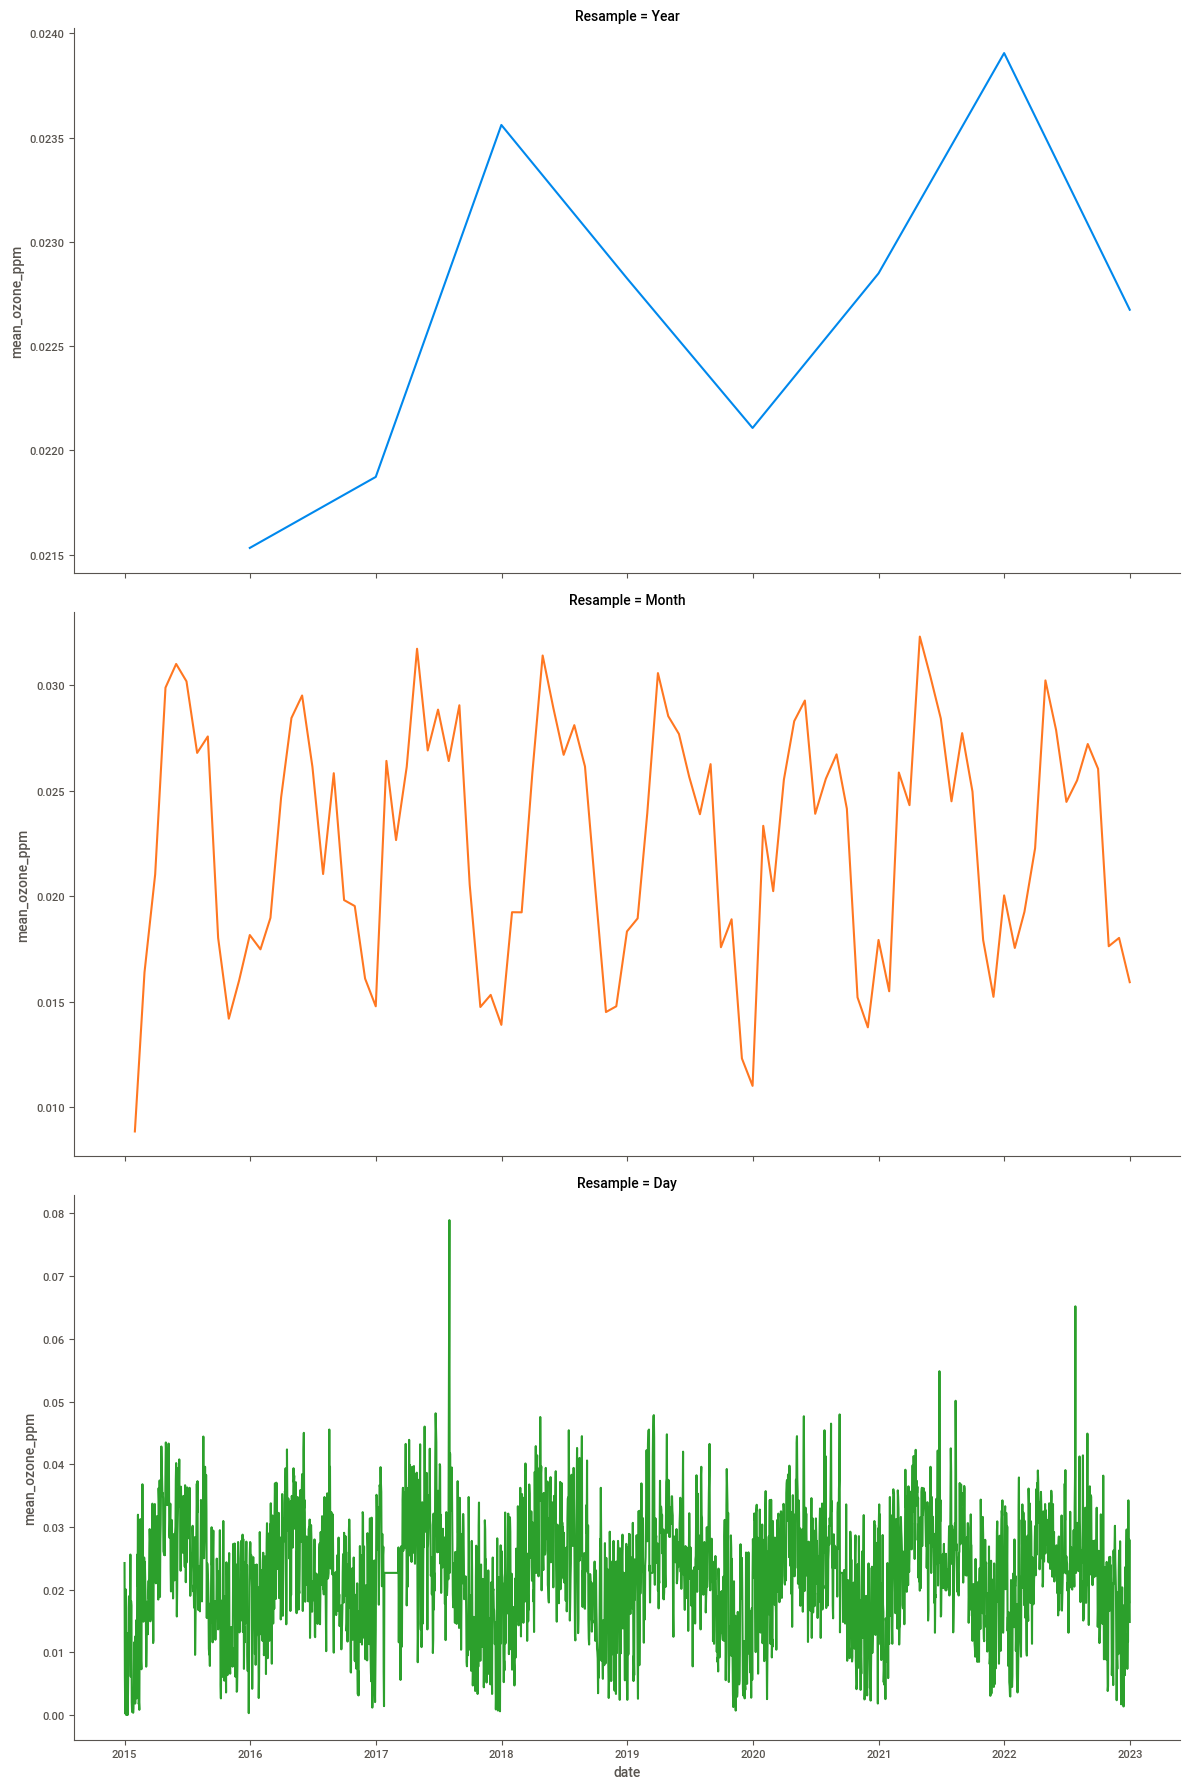 Resample = Year
0.0240
0.0235
0.0230
0.0225
0.0220
0.0215
mean_ozone_ppm
Resample = Month
0.030
0.025
0.020
0.015
0.010
mean_ozone_ppm
Resample = Day
0.08
0.07
0.06
0.05
0.04
0.03
0.02
0.01
0.00
mean_ozone_ppm
2015 2016 2017 2018 2019 2020 2021 2022 2023
date